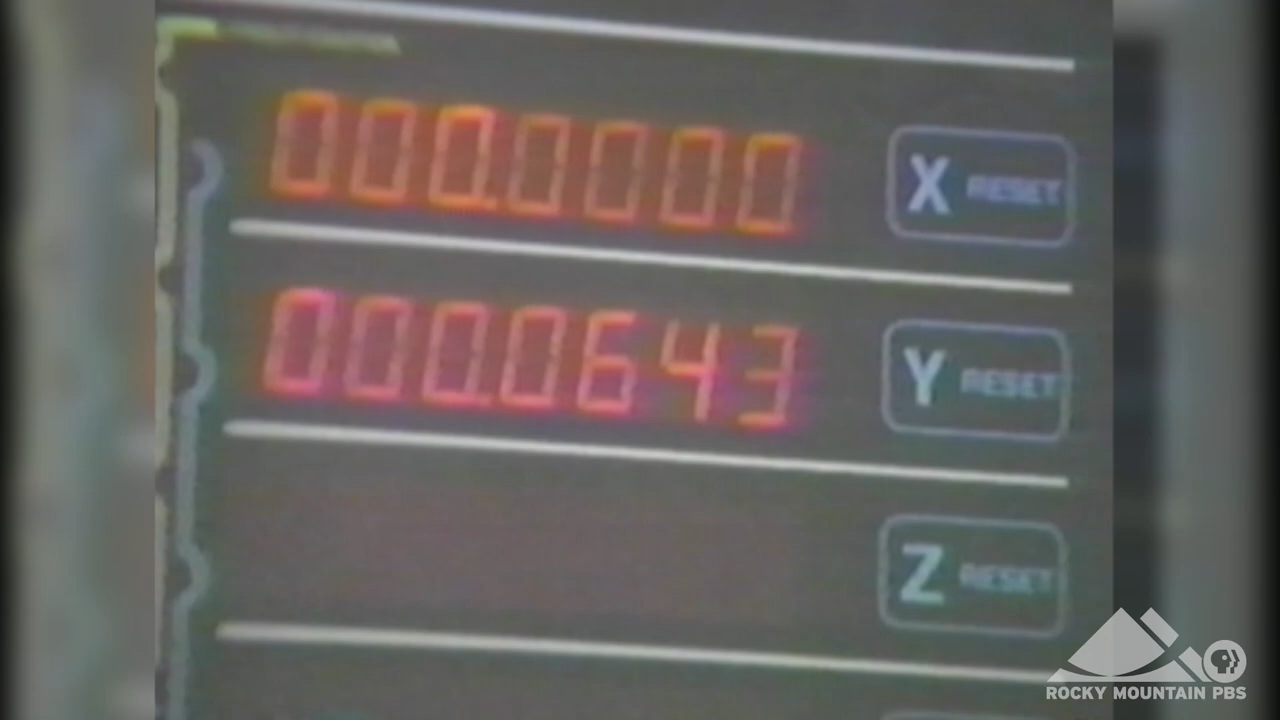 000.0000 X RESET
000.0643 Y RESET
Z RESET
ROCKY MOUNTAIN PBS